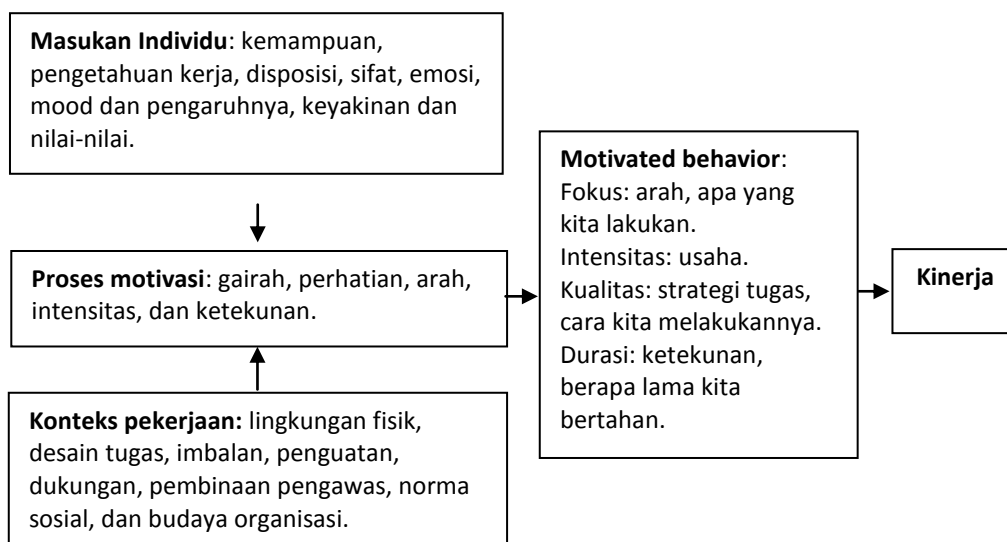 Masukan Individu: kemampuan,
pengetahuan kerja, disposisi, sifat, emosi,
mood dan pengaruhnya, keyakinan dan
nilai-nilai.
Proses motivasi: gairah, perhatian, arah,
intensitas, dan ketekunan.
Konteks pekerjaan: lingkungan fisik,
desain tugas, imbalan, penguatan,
dukungan, pembinaan pengawas, norma
sosial, dan budaya organisasi.
Motivated behavior:
Fokus: arah, apa yang
kita lakukan.
Intensitas: usaha.
Kualitas: strategi tugas,
cara kita melakukannya.
Durasi: ketekunan,
berapa lama kita
bertahan.
Kinerja